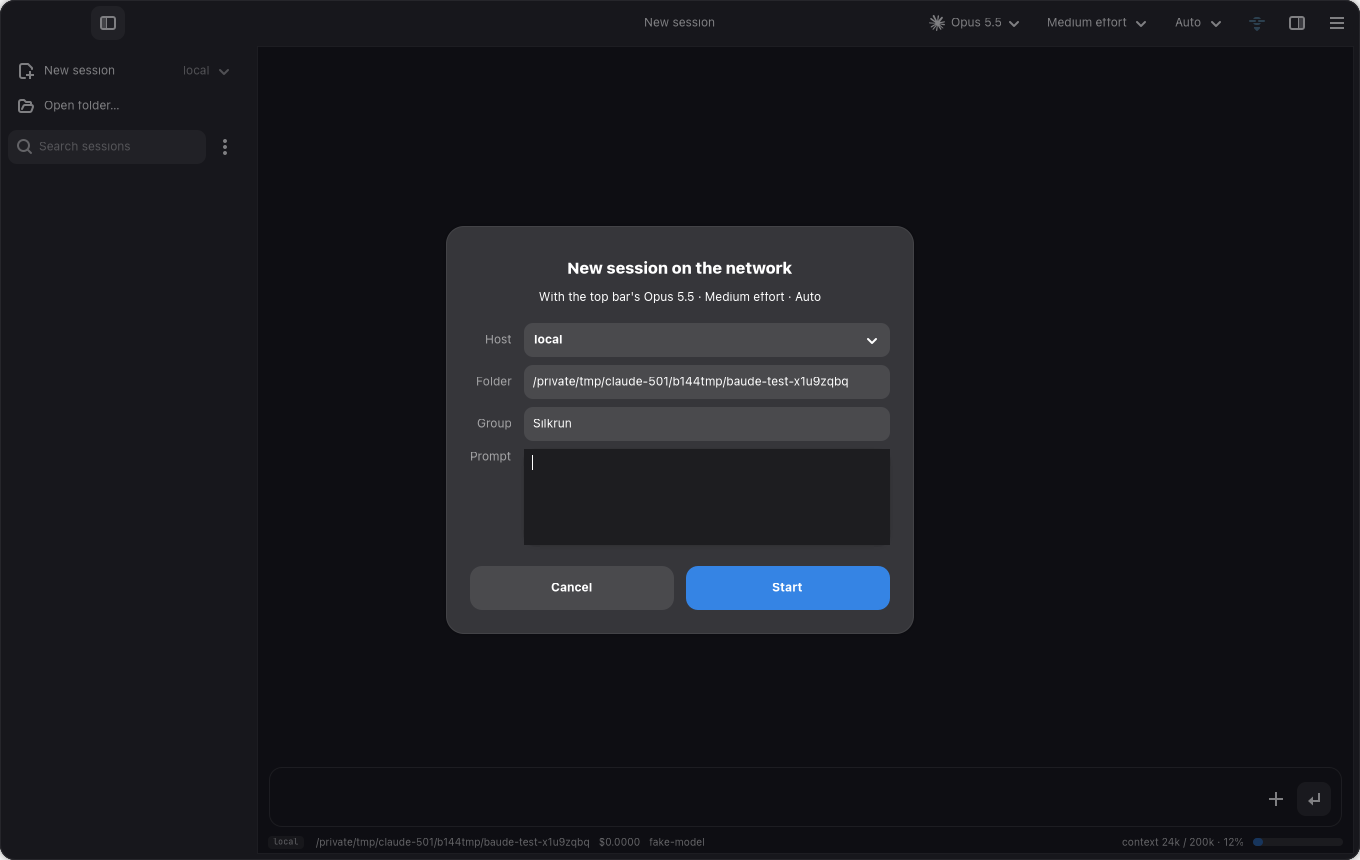 New session
Opus 5.5
Medium effort
Auto
New session
local
Open folder...
Search sessions
New session on the network
With the top bar's Opus 5.5 · Medium effort · Auto
Host
local
Folder
/private/tmp/claude-501/b144tmp/baude-test-x1u9zqbq
Group
Silkrun
Prompt
Cancel
Start
local
/private/tmp/claude-501/b144tmp/baude-test-x1u9zqbq
$0.0000
fake-model
context 24k / 200k · 12%